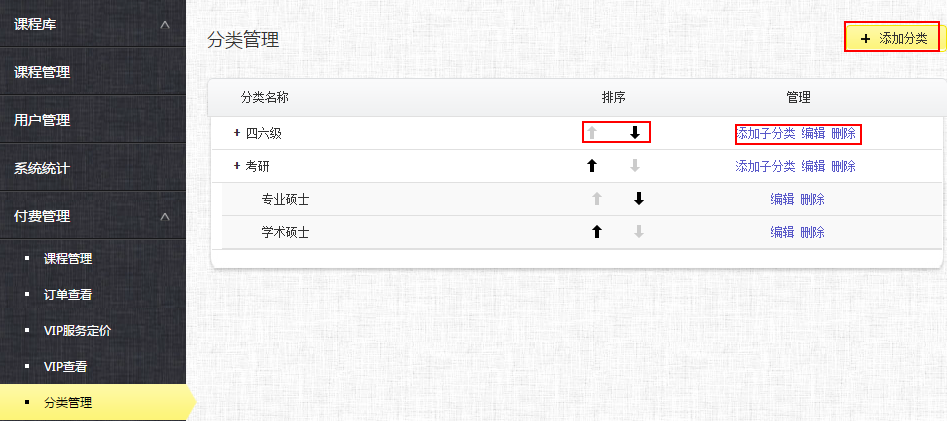 课程库
课程管理
用户管理
系统统计
付费管理
课程管理
订单查看
VIP服务定价
VIP查看
分类管理
分类管理
+ 添加分类
分类名称 排序 管理
+ 四六级 添加子分类 编辑 删除
+ 考研 添加子分类 编辑 删除
专业硕士 编辑 删除
学术硕士 编辑 删除